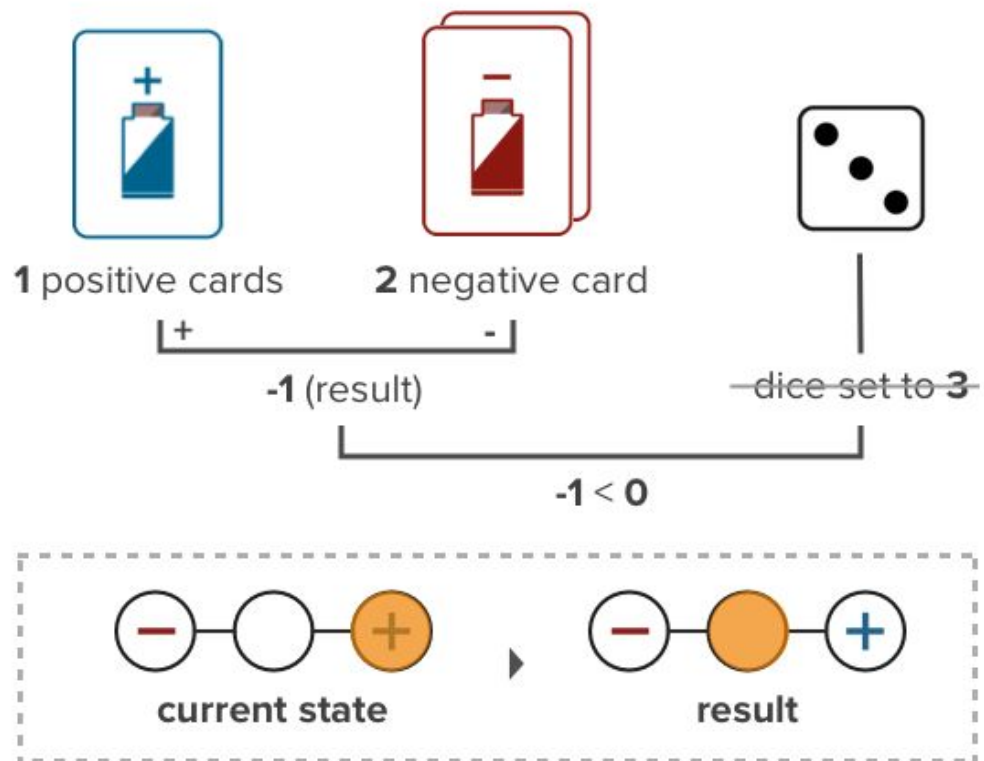 +
−
1 positive cards
2 negative card
+ -
-1 (result)
dice set to 3
-1 < 0
− + − +
current state
result